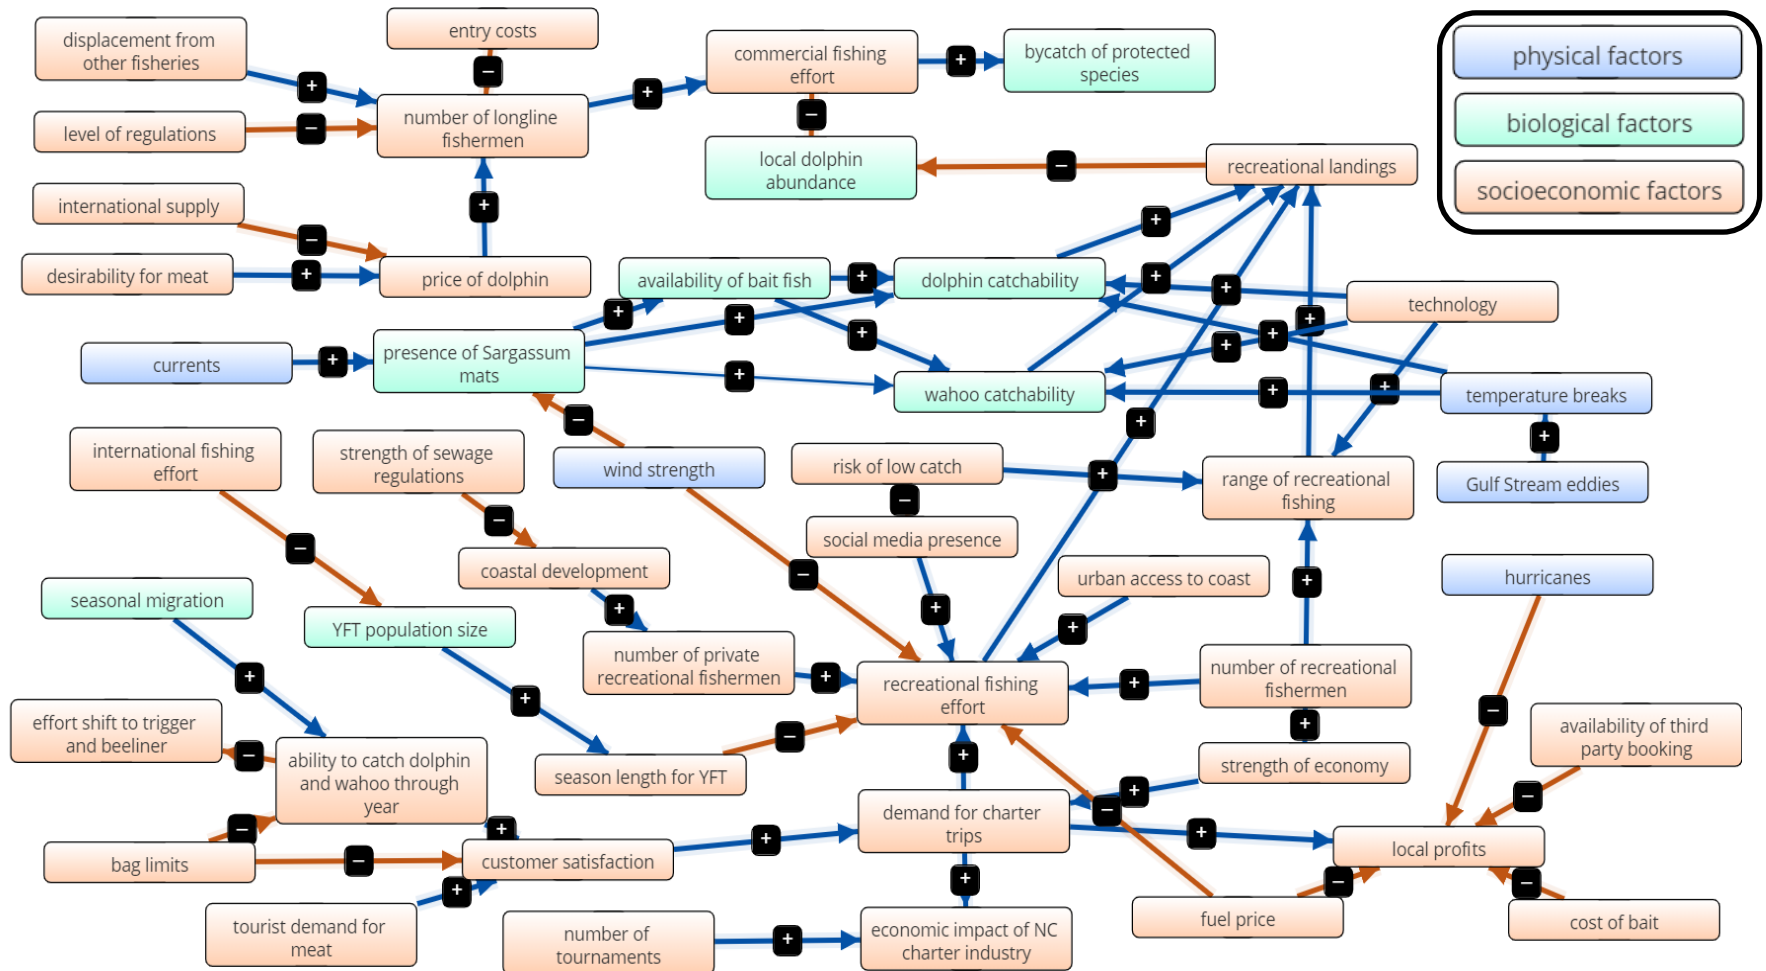 displacement from
other fisheries
entry costs
commercial fishing
effort
bycatch of protected
species
physical factors
biological factors
socioeconomic factors
level of regulations
number of longline
fishermen
local dolphin
abundance
recreational landings
international supply
desirability for meat
price of dolphin
availability of bait fish
dolphin catchability
technology
currents
presence of Sargassum
mats
wahoo catchability
temperature breaks
international fishing
effort
strength of sewage
regulations
wind strength
risk of low catch
range of recreational
fishing
Gulf Stream eddies
social media presence
coastal development
urban access to coast
hurricanes
seasonal migration
YFT population size
number of private
recreational fishermen
recreational fishing
effort
number of recreational
fishermen
effort shift to trigger
and beeliner
ability to catch dolphin
and wahoo through
year
season length for YFT
strength of economy
availability of third
party booking
demand for charter
trips
bag limits
customer satisfaction
local profits
tourist demand for
meat
number of
tournaments
economic impact of NC
charter industry
fuel price
cost of bait